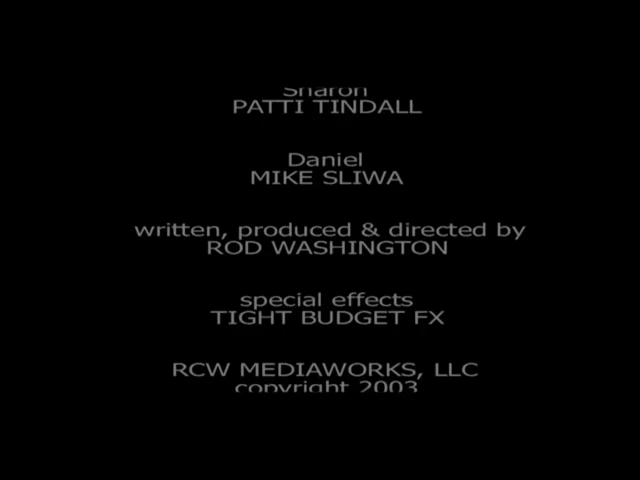 Sharon
PATTI TINDALL
Daniel
MIKE SLIWA
written, produced & directed by
ROD WASHINGTON
special effects
TIGHT BUDGET FX
RCW MEDIAWORKS, LLC
copyright 2003